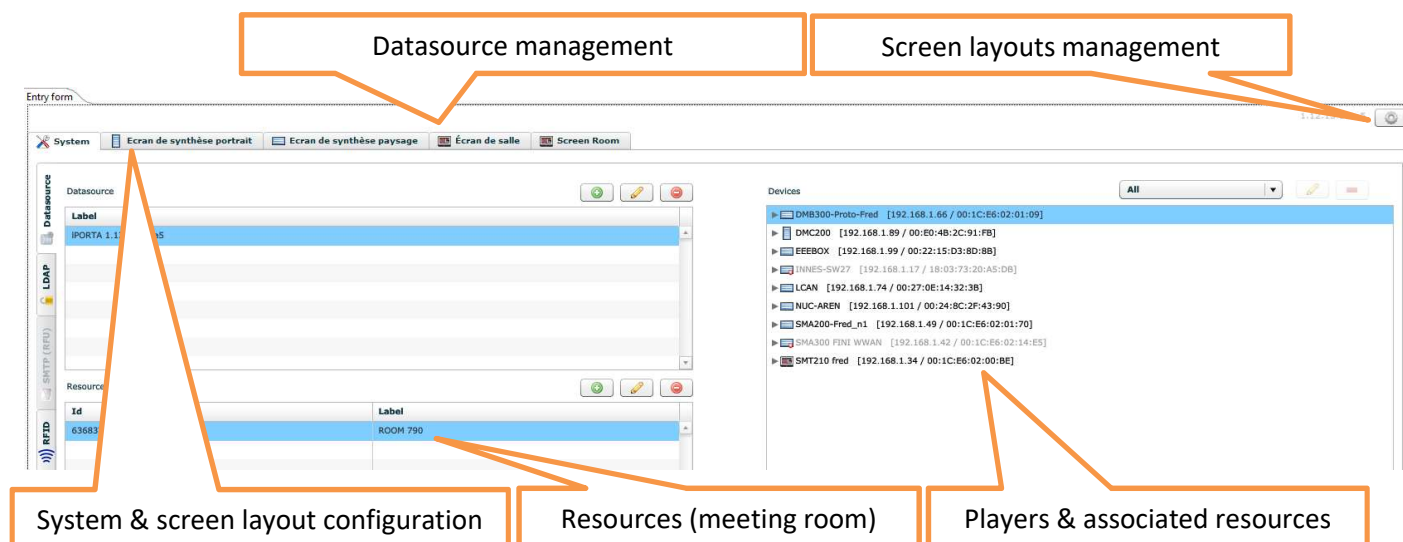 Datasource management
Screen layouts management
Entry form
System
Ecran de synthèse portrait
Ecran de synthèse paysage
Écran de salle
Screen Room
Datasource
LDAP
SMTP (RFU)
RFID
Datasource
Label
iPORTA
Resource
Id
Label
ROOM 790
Devices
All
DMB300-Proto-Fred [192.168.1.66 / 00:1C:E6:02:01:09]
DMC200 [192.168.1.89 / 00:E0:4B:2C:91:FB]
EEEBOX [192.168.1.99 / 00:22:15:D3:8D:8B]
INNES-SW27 [192.168.1.17 / 18:03:73:20:A5:DB]
LCAN [192.168.1.74 / 00:27:0E:14:32:3B]
NUC-AREN [192.168.1.101 / 00:24:8C:2F:43:90]
SMA200-Fred_n1 [192.168.1.49 / 00:1C:E6:02:01:70]
SMA300 FINI WWAN [192.168.1.42 / 00:1C:E6:02:14:E5]
SMT210 fred [192.168.1.34 / 00:1C:E6:02:00:BE]
System & screen layout configuration
Resources (meeting room)
Players & associated resources